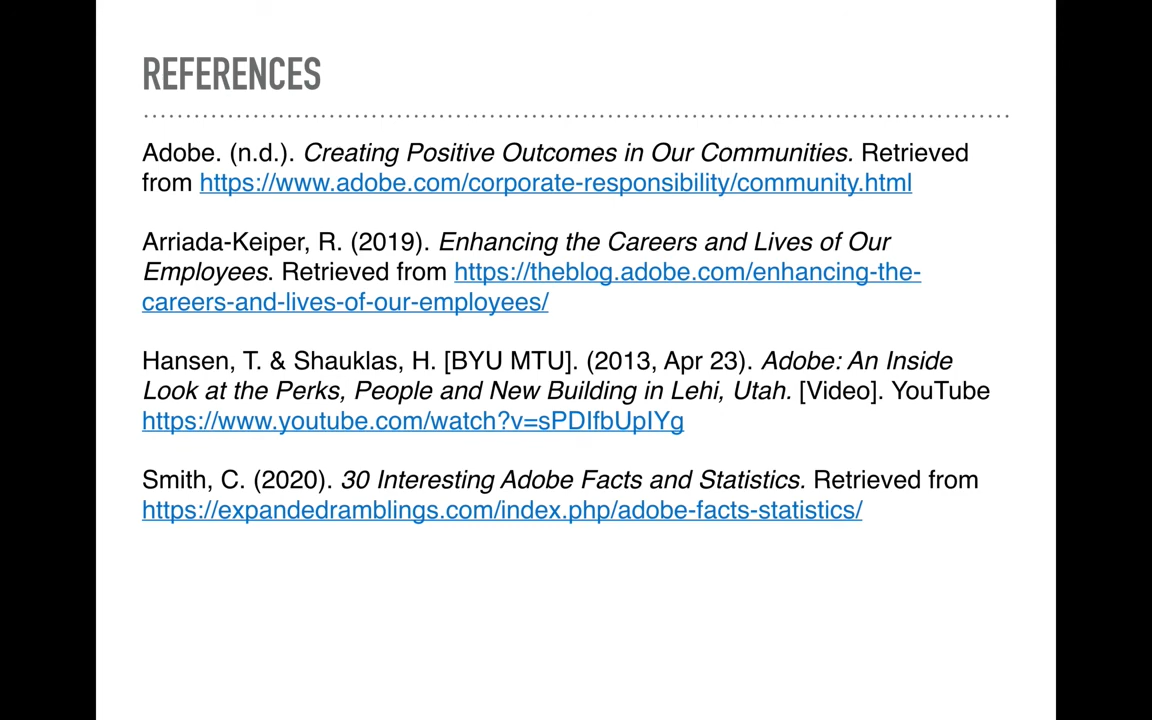 REFERENCES
Adobe. (n.d.). Creating Positive Outcomes in Our Communities. Retrieved
from https://www.adobe.com/corporate-responsibility/community.html
Arriada-Keiper, R. (2019). Enhancing the Careers and Lives of Our
Employees. Retrieved from https://theblog.adobe.com/enhancing-the-
careers-and-lives-of-our-employees/
Hansen, T. & Shauklas, H. [BYU MTU]. (2013, Apr 23). Adobe: An Inside
Look at the Perks, People and New Building in Lehi, Utah. [Video]. YouTube
https://www.youtube.com/watch?v=sPDIfbUpIYg
Smith, C. (2020). 30 Interesting Adobe Facts and Statistics. Retrieved from
https://expandedramblings.com/index.php/adobe-facts-statistics/